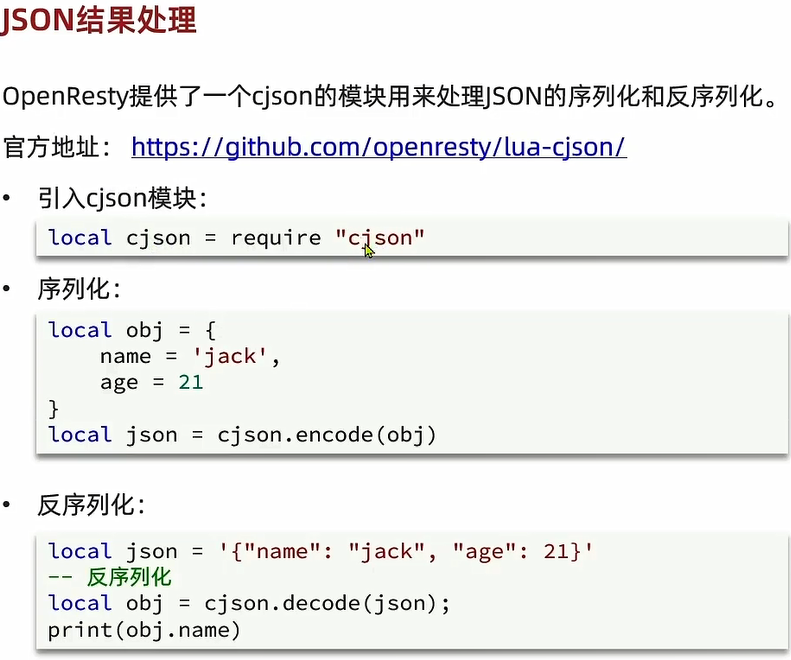 JSON结果处理
OpenResty提供了一个cjson的模块用来处理JSON的序列化和反序列化。
官方地址： https://github.com/openresty/lua-cjson/
• 引入cjson模块：
local cjson = require "cjson"
• 序列化：
local obj = {
    name = 'jack',
    age = 21
}
local json = cjson.encode(obj)
• 反序列化：
local json = '{"name": "jack", "age": 21}'
-- 反序列化
local obj = cjson.decode(json);
print(obj.name)